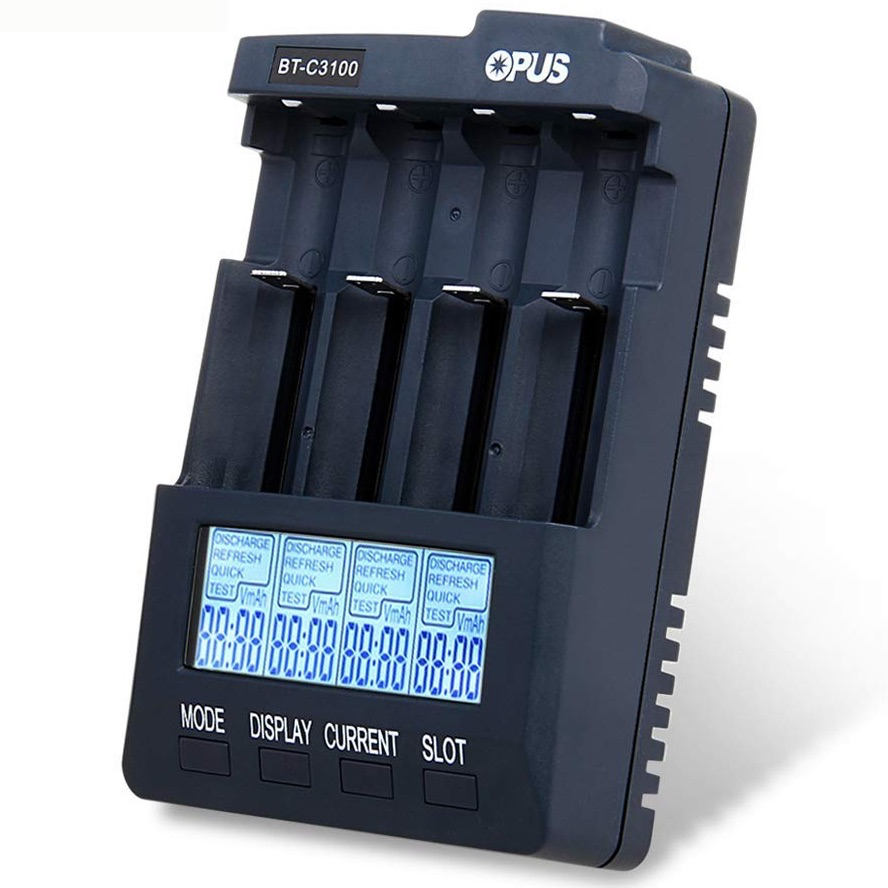 BT-C3100
OPUS
DISCHARGE
REFRESH
QUICK
TEST VmAh
88:88
DISCHARGE
REFRESH
QUICK
TEST VmAh
88:88
DISCHARGE
REFRESH
QUICK
TEST VmAh
88:88
DISCHARGE
REFRESH
QUICK
TEST VmAh
88:88
MODE DISPLAY CURRENT SLOT